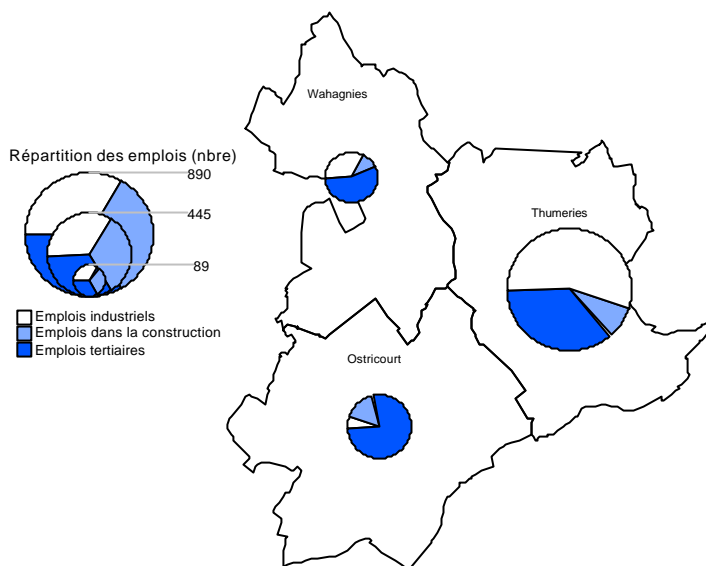 Wahagnies
Répartition des emplois (nbre)
890
445
89
Thumeries
Emplois industriels
Emplois dans la construction
Emplois tertiaires
Ostricourt